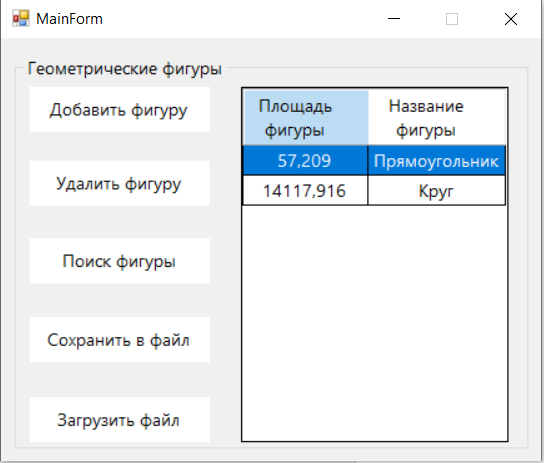 MainForm
Геометрические фигуры
Добавить фигуру
Удалить фигуру
Поиск фигуры
Сохранить в файл
Загрузить файл
Площадь
фигуры
Название
фигуры
57,209 Прямоугольник
14117,916 Круг